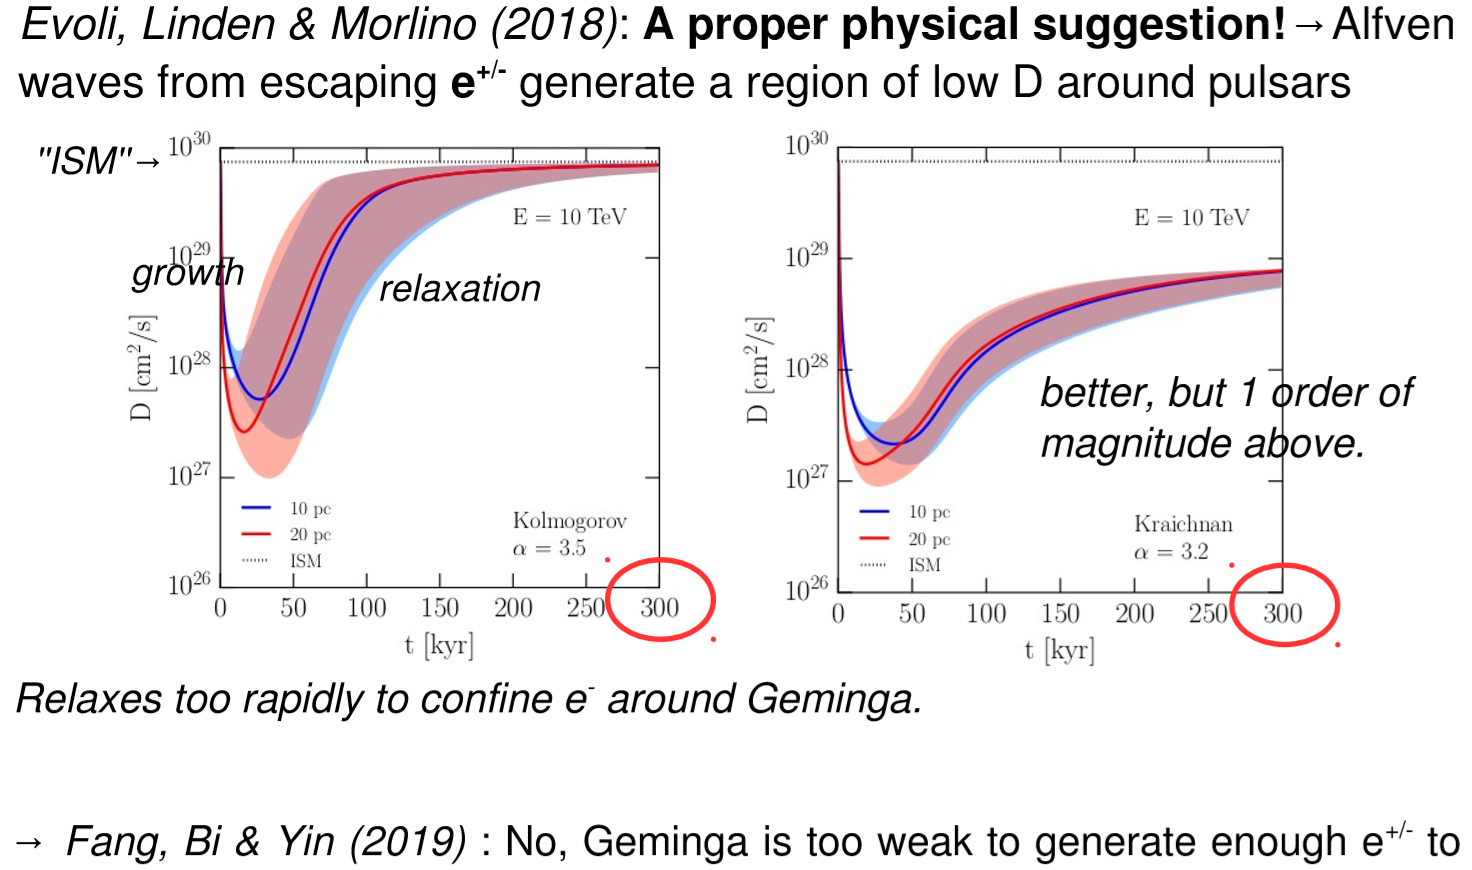 Evoli, Linden & Morlino (2018): A proper physical suggestion! → Alfven
waves from escaping e+/- generate a region of low D around pulsars
"ISM" →
10^30
10^29
10^28
10^27
10^26
growth
relaxation
E = 10 TeV
D [cm^2/s]
10 pc
20 pc
ISM
Kolmogorov
α = 3.5
0 50 100 150 200 250 300
t [kyr]
10^30
10^29
10^28
10^27
10^26
E = 10 TeV
D [cm^2/s]
better, but 1 order of
magnitude above.
10 pc
20 pc
ISM
Kraichnan
α = 3.2
0 50 100 150 200 250 300
t [kyr]
Relaxes too rapidly to confine e- around Geminga.
→ Fang, Bi & Yin (2019) : No, Geminga is too weak to generate enough e+/- to